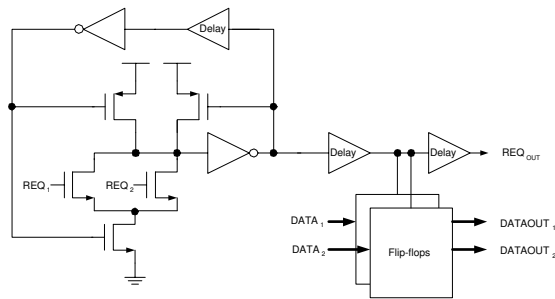 Delay
REQ1
REQ2
Delay
Delay
REQOUT
DATA1
DATAOUT1
DATA2
Flip-flops
DATAOUT2